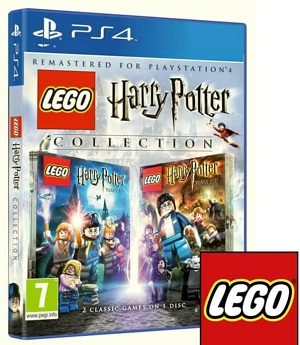 PS4
REMASTERED FOR PLAYSTATION 4
LEGO
Harry Potter
COLLECTION
LEGO
Harry Potter
COLLECTION
LEGO
Harry Potter
LEGO
Harry Potter
7
www.pegi.info
2 CLASSIC GAMES ON 1 DISC
LEGO